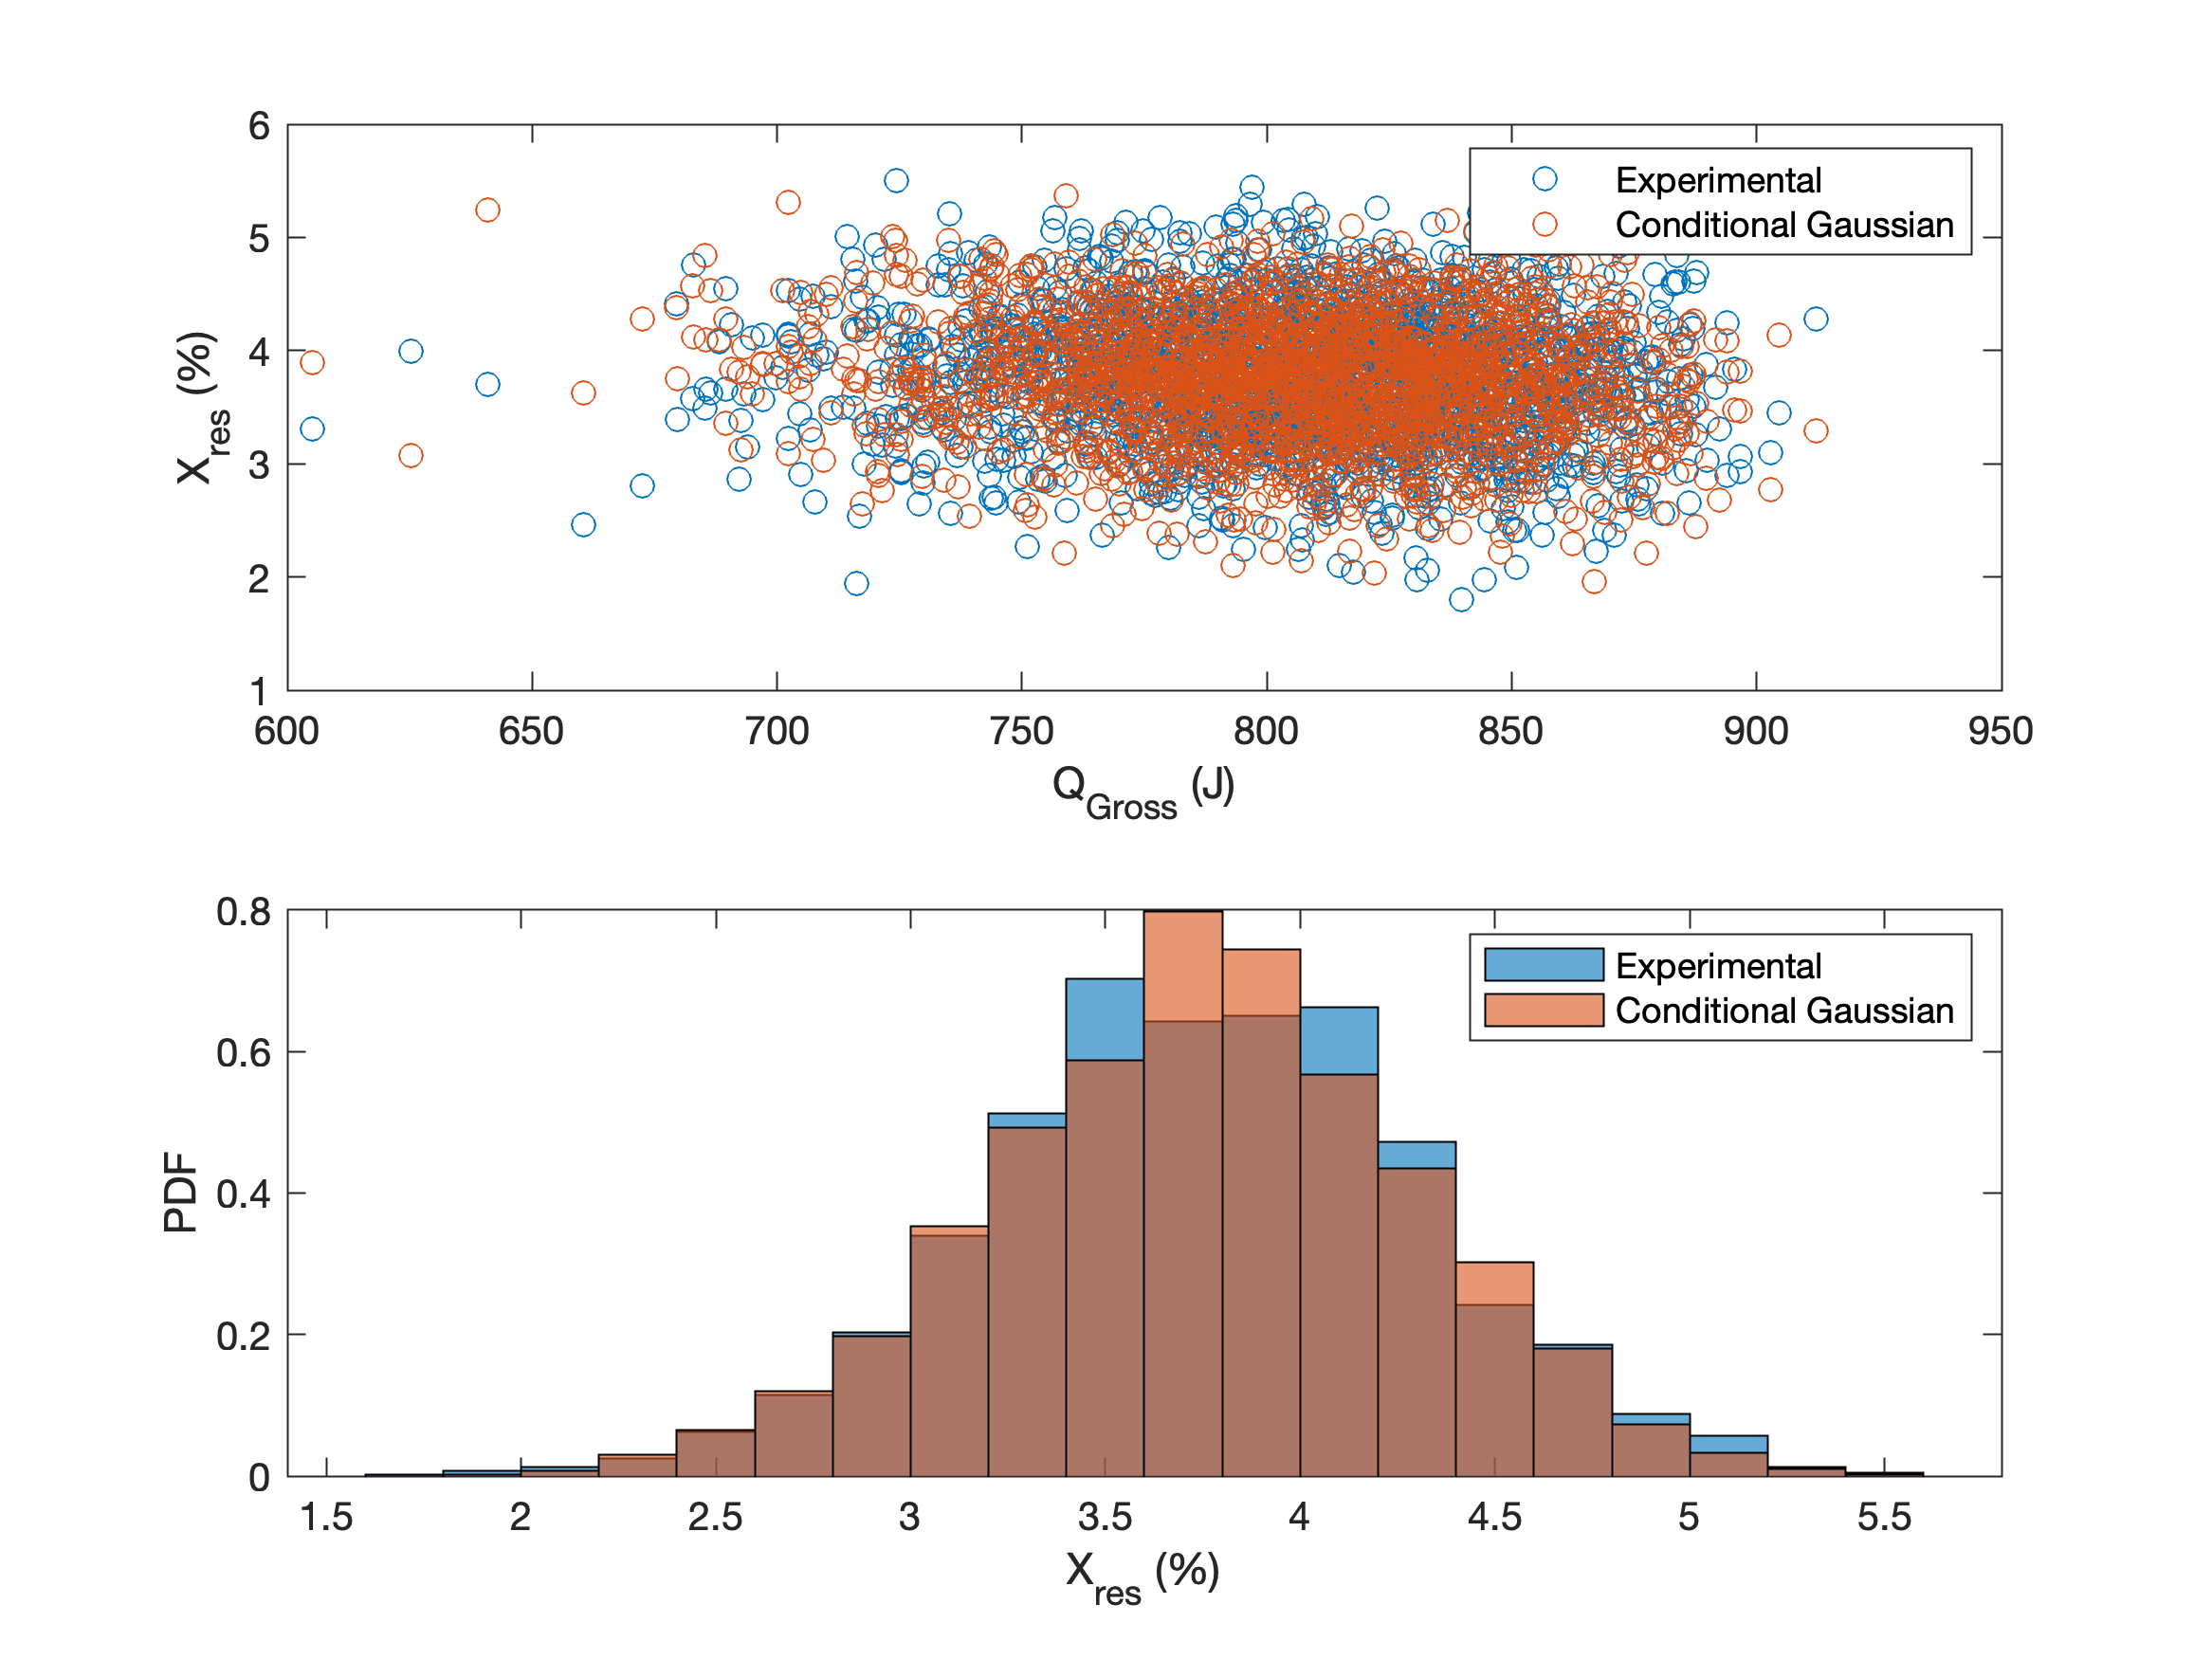 6
5
4
3
2
1
X_res (%)
Experimental
Conditional Gaussian
600 650 700 750 800 850 900 950
Q_Gross (J)
0.8
0.6
0.4
0.2
0
PDF
Experimental
Conditional Gaussian
1.5 2 2.5 3 3.5 4 4.5 5 5.5
X_res (%)